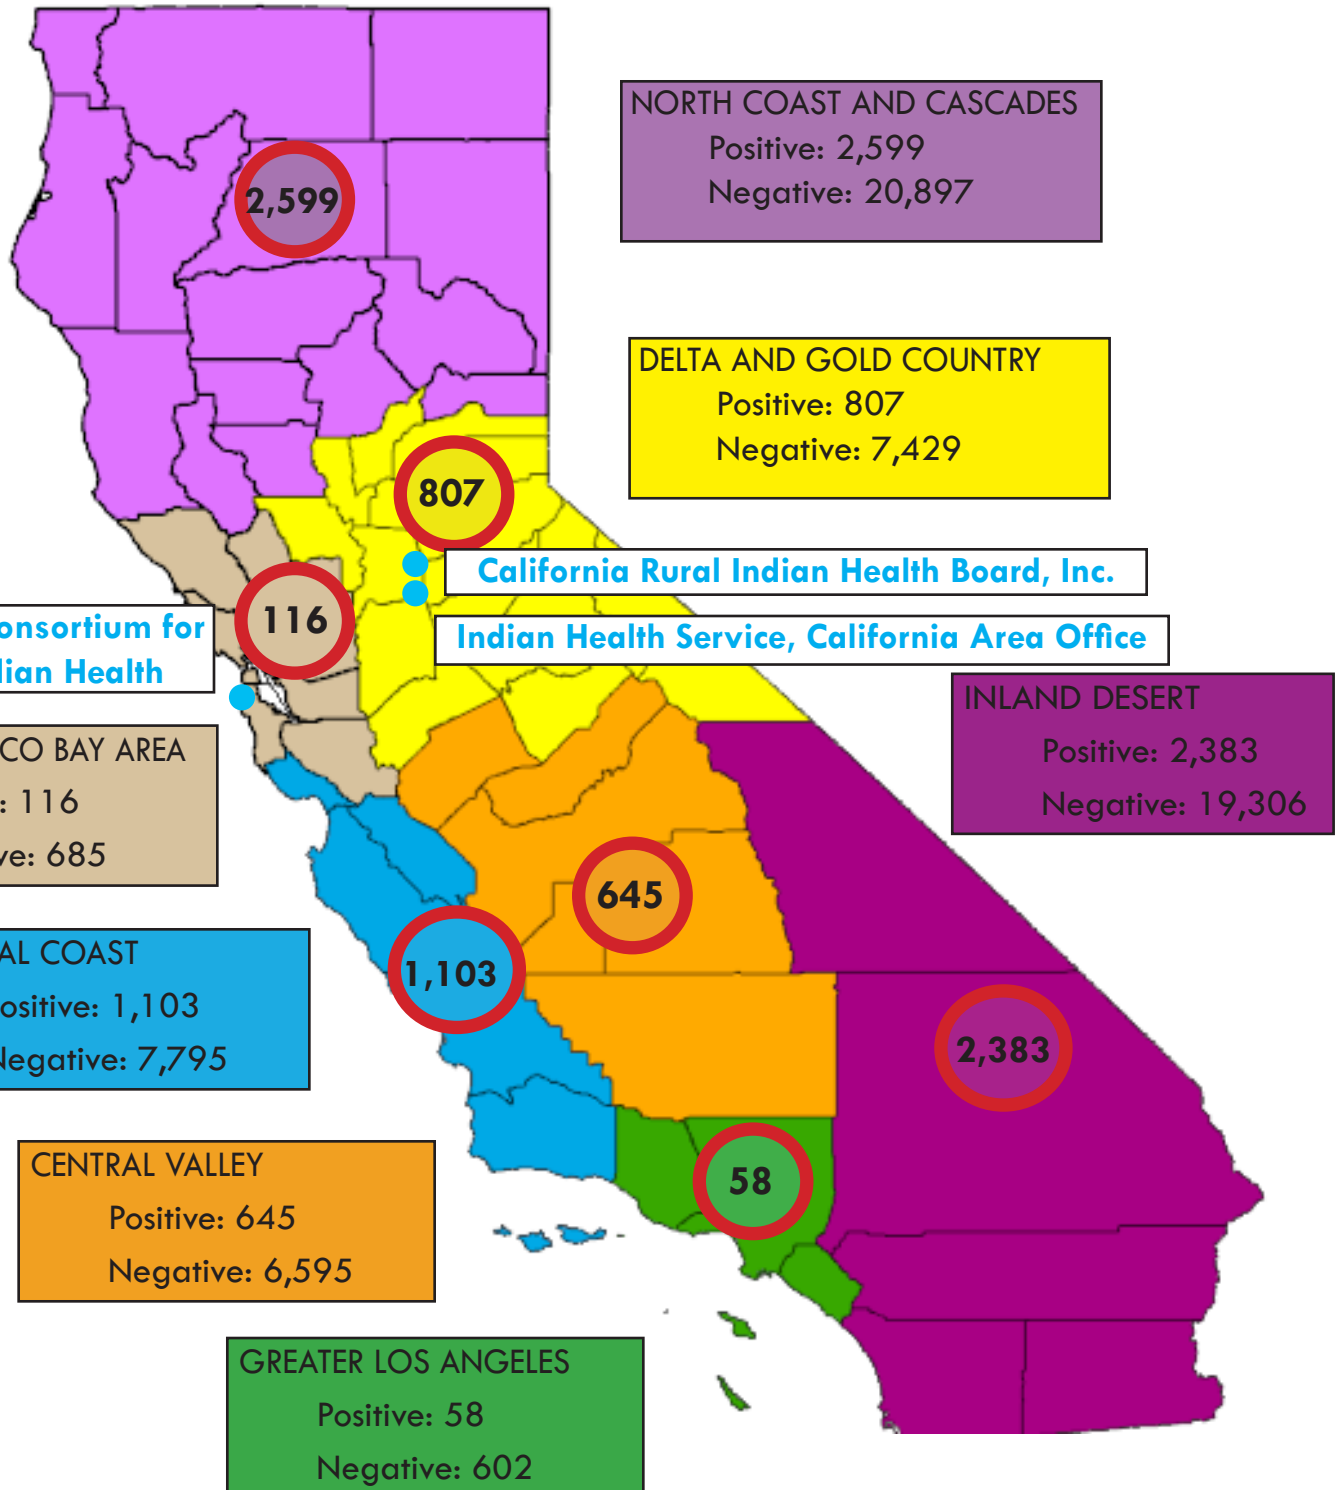 2,599
NORTH COAST AND CASCADES
Positive: 2,599
Negative: 20,897
DELTA AND GOLD COUNTRY
Positive: 807
Negative: 7,429
807
California Rural Indian Health Board, Inc.
116
onsortium for
dian Health
Indian Health Service, California Area Office
INLAND DESERT
Positive: 2,383
Negative: 19,306
CO BAY AREA
: 116
ve: 685
645
AL COAST
ositive: 1,103
Negative: 7,795
1,103
2,383
CENTRAL VALLEY
Positive: 645
Negative: 6,595
58
GREATER LOS ANGELES
Positive: 58
Negative: 602